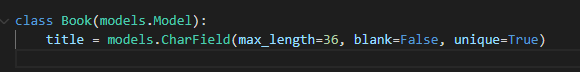 class Book(models.Model):
    title = models.CharField(max_length=36, blank=False, unique=True)